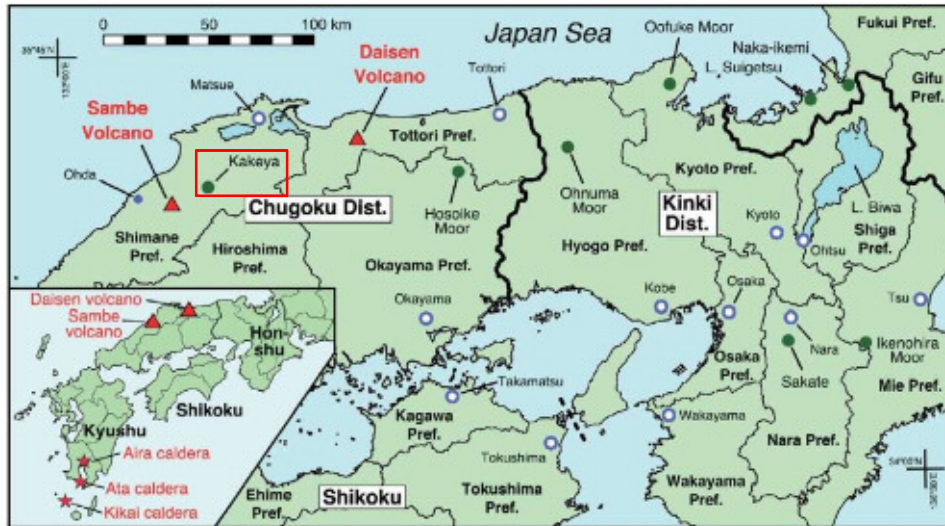 0
50
100 km
Japan Sea
Oofuke Moor
Naka-ikemi
L. Suigetsu
Fukui Pref.
Gifu
Pref.
Daisen
Volcano
Tottori
Matsue
Sambe
Volcano
Tottori Pref.
Kakeya
Kyoto Pref.
Ohda
Ohnuma
Moor
Chugoku Dist.
Hosoike
Moor
Kinki
Dist.
Kyoto
L. Biwa
Shiga
Pref.
Ohtsu
Shimane
Pref.
Hiroshima
Pref.
Hyogo Pref.
Okayama Pref.
Daisen volcano
Sambe
volcano
Hon-
shu
Okayama
Kobe
Osaka
Tsu
Nara
Ikenohira
Moor
Osaka
Pref.
Sakate
Mie Pref.
Shikoku
Kyushu
Takamatsu
Kagawa
Pref.
Wakayama
Aira caldera
Tokushima
Nara Pref.
Ata caldera
Kikai caldera
Ehime
Pref.
Shikoku
Tokushima
Pref.
Wakayama
Pref.